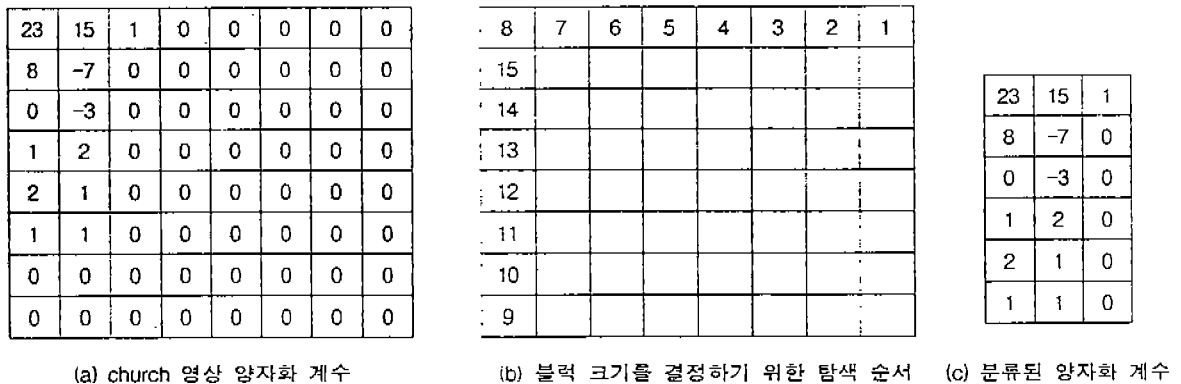 23 15 1 0 0 0 0 0
8 -7 0 0 0 0 0 0
0 -3 0 0 0 0 0 0
1 2 0 0 0 0 0 0
2 1 0 0 0 0 0 0
1 1 0 0 0 0 0 0
0 0 0 0 0 0 0 0
0 0 0 0 0 0 0 0
(a) church 영상 양자화 계수
8 7 6 5 4 3 2 1
15
14
13
12
11
10
9
(b) 블럭 크기를 결정하기 위한 탐색 순서
23 15 1
8 -7 0
0 -3 0
1 2 0
2 1 0
1 1 0
(c) 분류된 양자화 계수